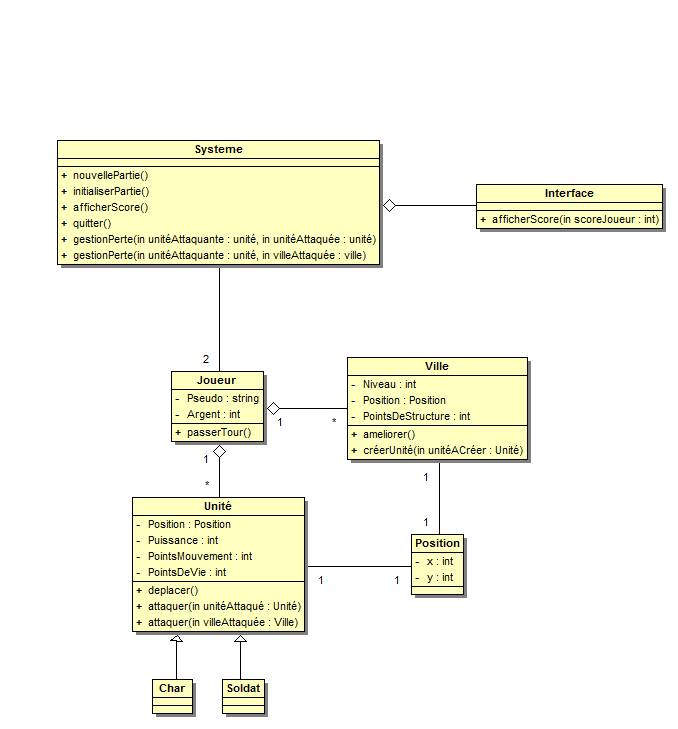 Systeme
+ nouvellePartie()
+ initialiserPartie()
+ afficherScore()
+ quitter()
+ gestionPerte(in unitéAttaquante : unité, in unitéAttaquée : unité)
+ gestionPerte(in unitéAttaquante : unité, in villeAttaquée : ville)
Interface
+ afficherScore(in scoreJoueur : int)
2
Joueur
- Pseudo : string
- Argent : int
+ passerTour()
1
*
Ville
- Niveau : int
- Position : Position
- PointsDeStructure : int
+ ameliorer()
+ créerUnité(in unitéACréer : Unité)
1
*
1
1
Unité
- Position : Position
- Puissance : int
- PointsMouvement : int
- PointsDeVie : int
+ deplacer()
+ attaquer(in unitéAttaqué : Unité)
+ attaquer(in villeAttaquée : Ville)
1
1
Position
- x : int
- y : int
Char
Soldat